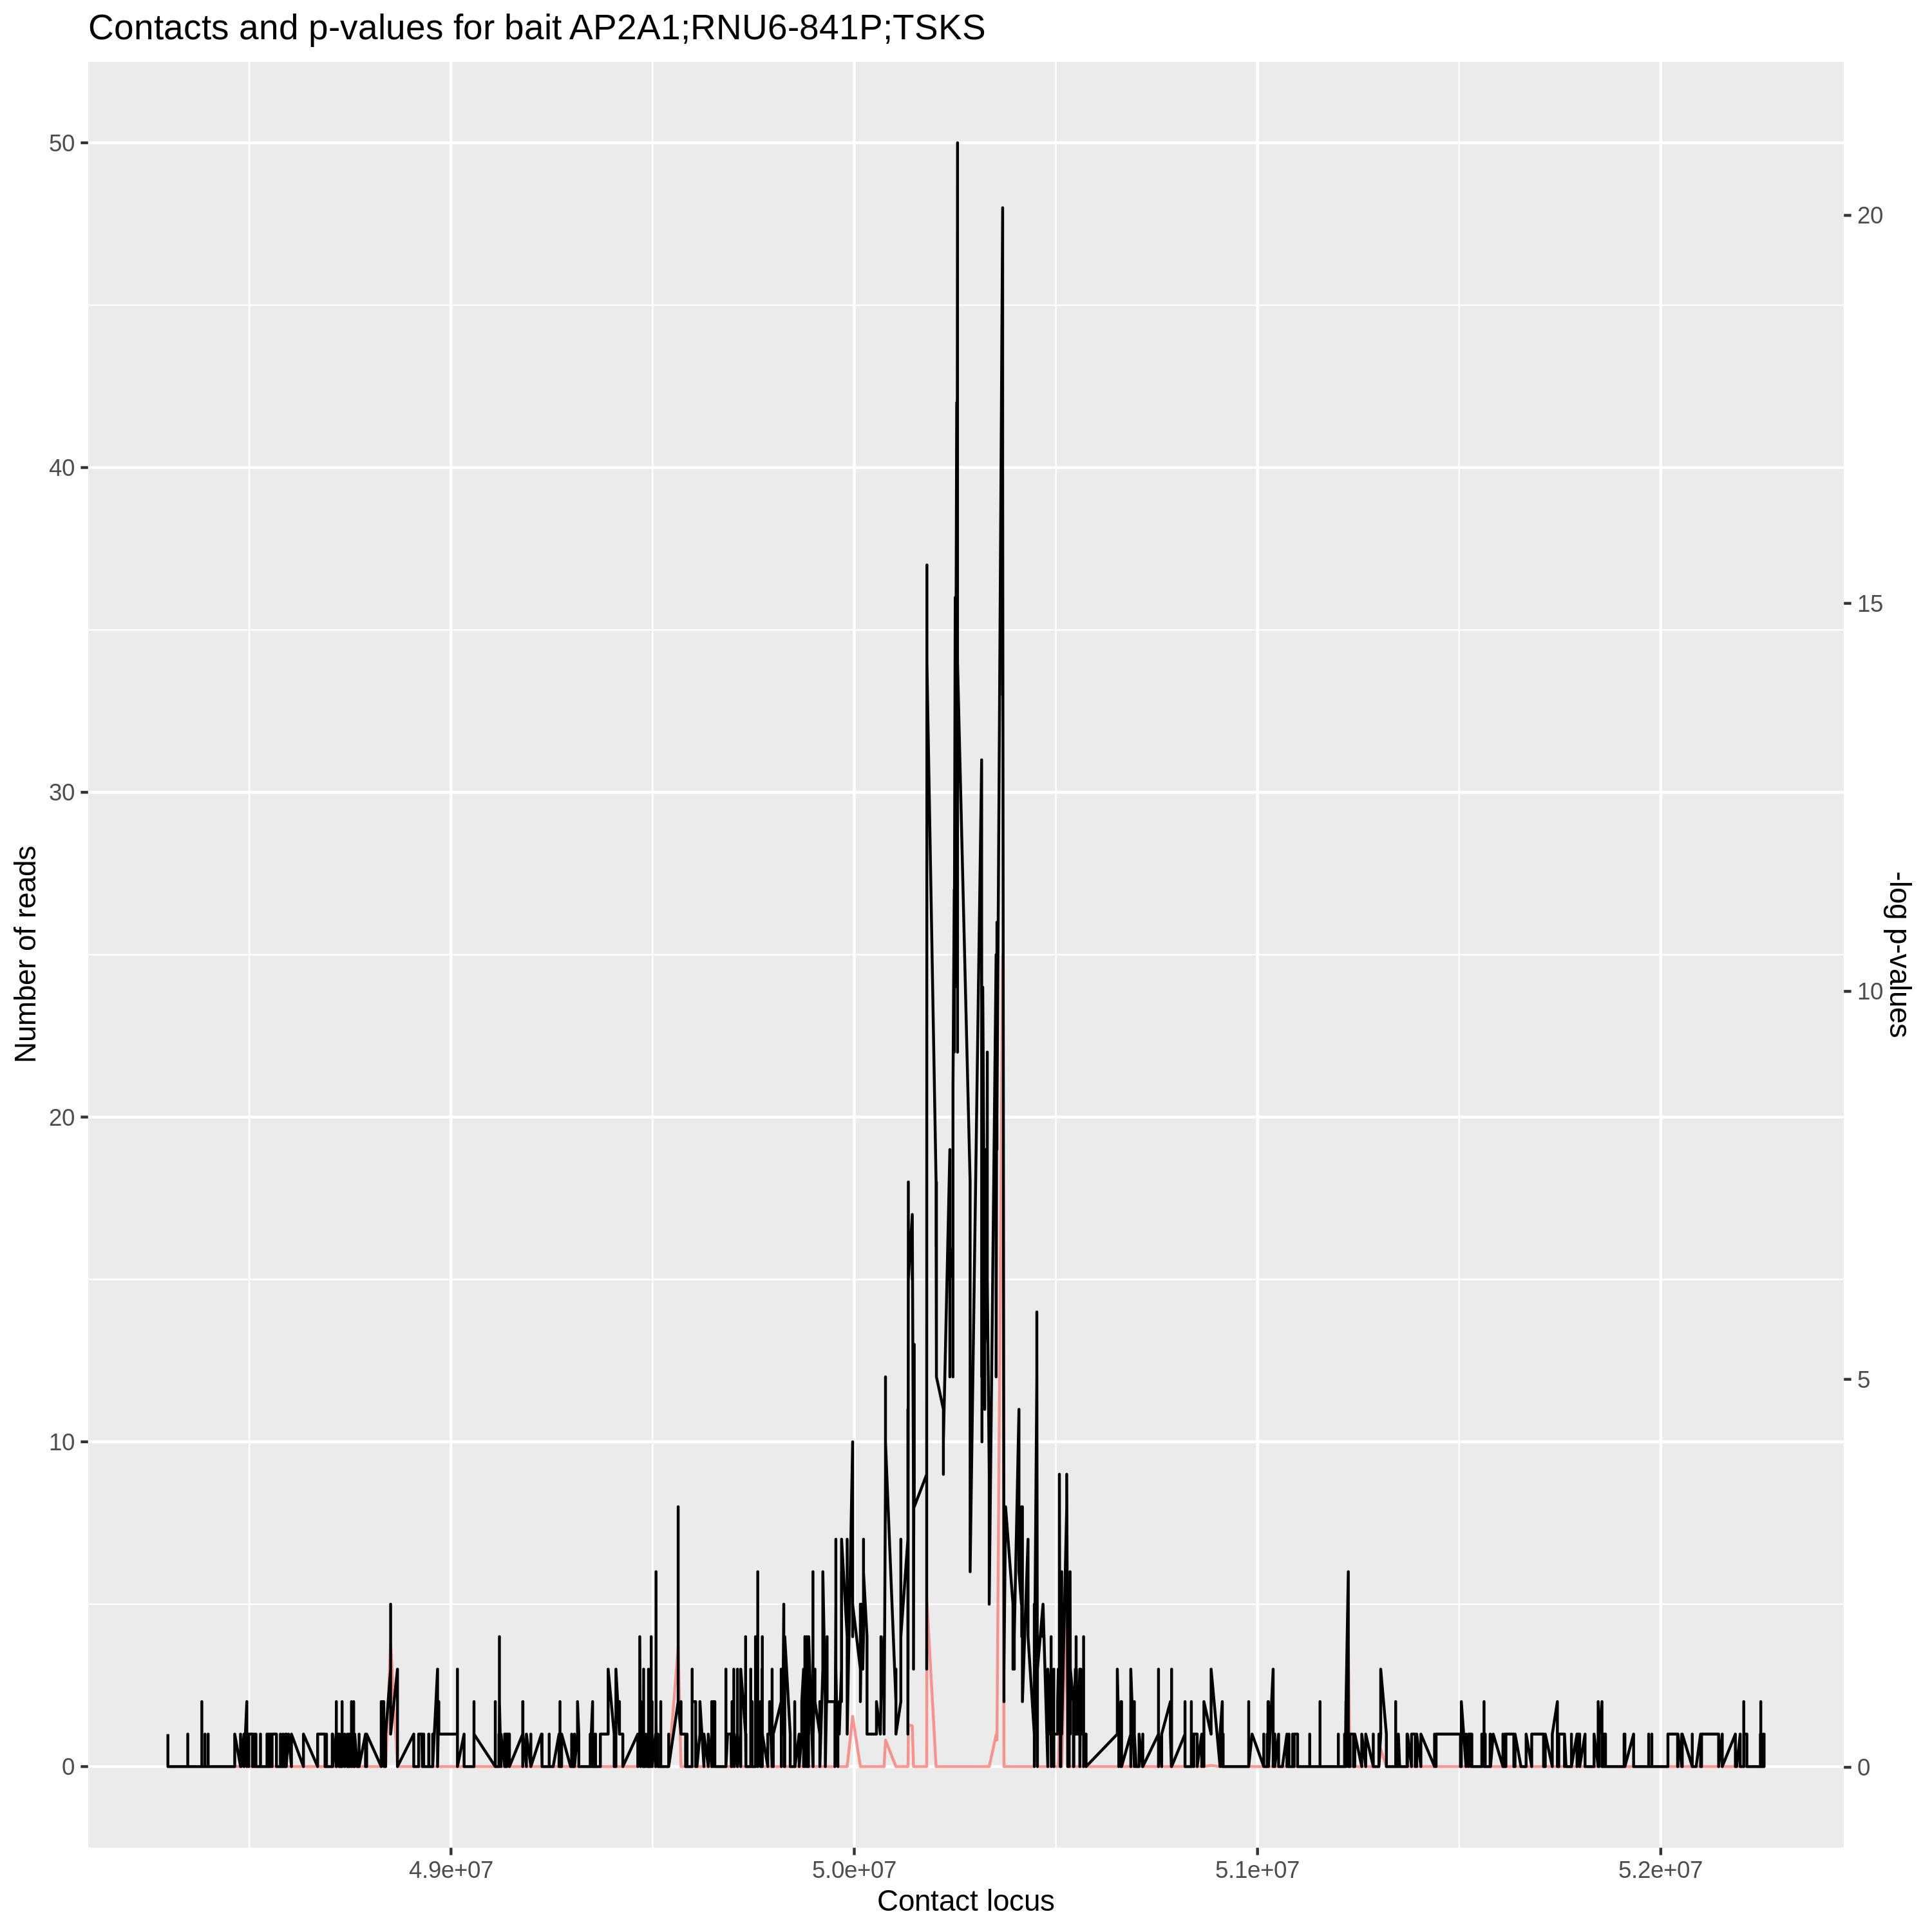 Contacts and p-values for bait AP2A1;RNU6-841P;TSKS
50
40
30
20
10
0
Number of reads
20
15
10
5
0
-log p-values
4.9e+07
5.0e+07
5.1e+07
5.2e+07
Contact locus